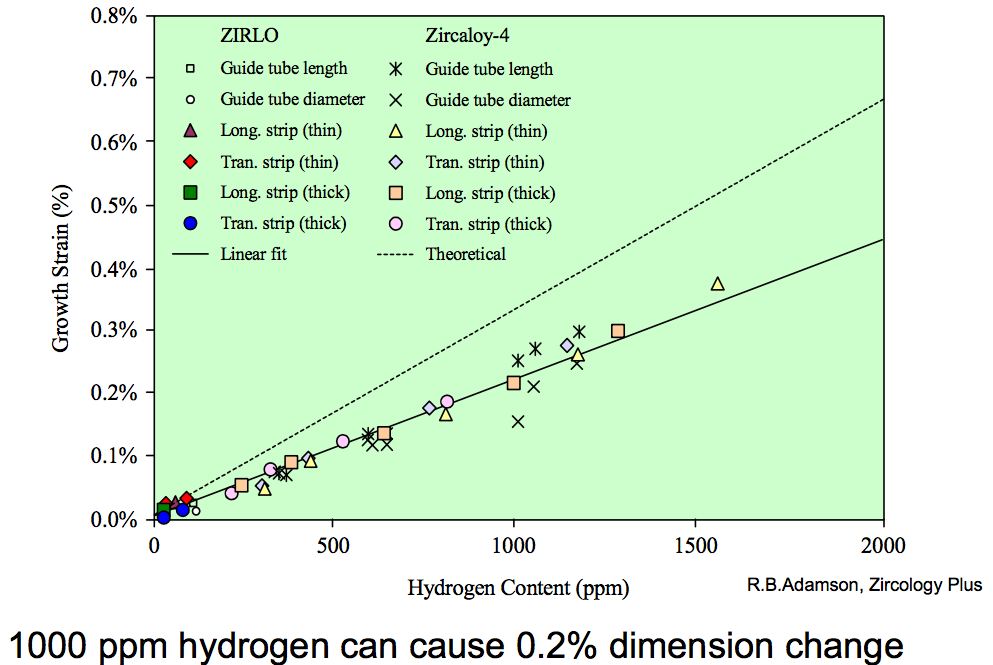 0.8%
0.7%
0.6%
0.5%
0.4%
0.3%
0.2%
0.1%
0.0%
Growth Strain (%)
ZIRLO Zircaloy-4
Guide tube length Guide tube length
Guide tube diameter Guide tube diameter
Long. strip (thin) Long. strip (thin)
Tran. strip (thin) Tran. strip (thin)
Long. strip (thick) Long. strip (thick)
Tran. strip (thick) Tran. strip (thick)
Linear fit Theoretical
0 500 1000 1500 2000
Hydrogen Content (ppm)
R.B.Adamson, Zircology Plus
1000 ppm hydrogen can cause 0.2% dimension change